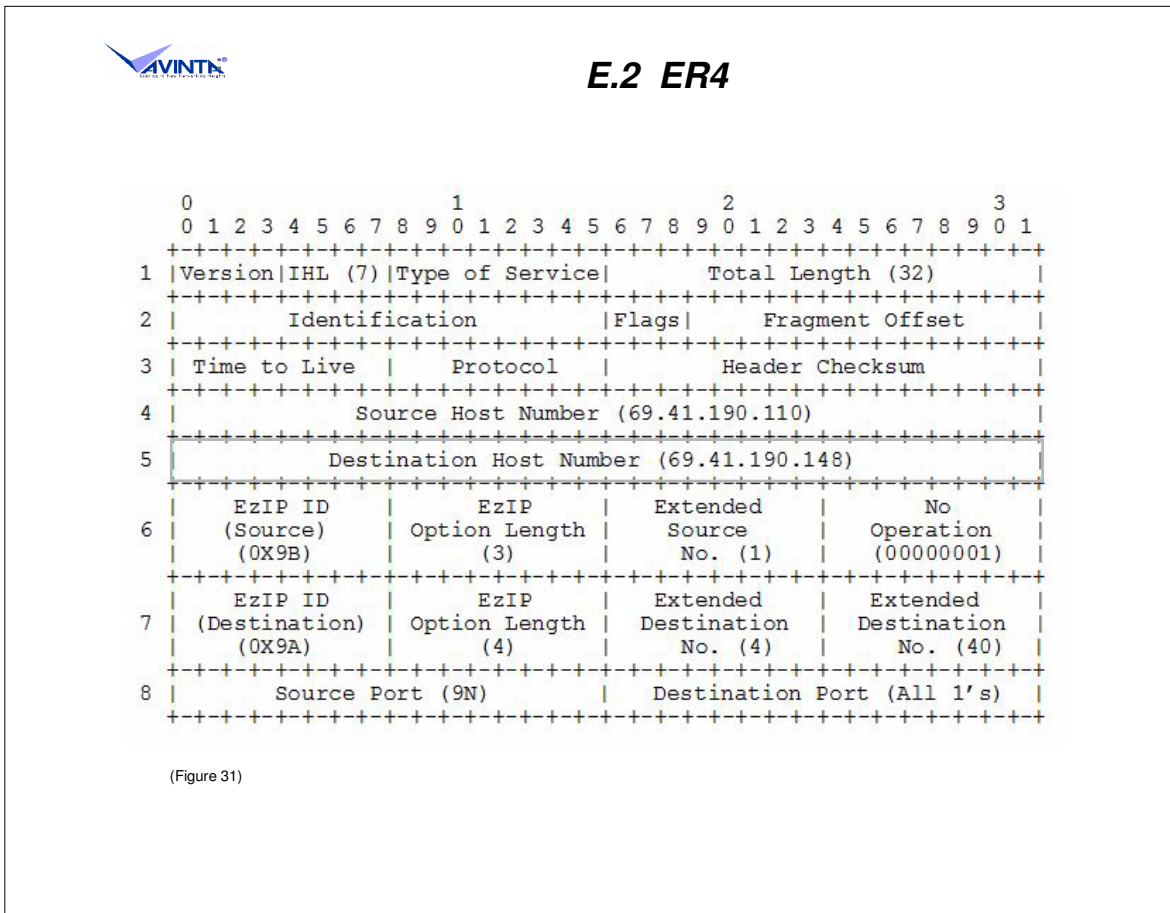 AVINTA®
E.2 ER4
0 1 2 3
0 1 2 3 4 5 6 7 8 9 0 1 2 3 4 5 6 7 8 9 0 1 2 3 4 5 6 7 8 9 0 1
+-+-+-+-+-+-+-+-+-+-+-+-+-+-+-+-+-+-+-+-+-+-+-+-+-+-+-+-+-+-+-+-+
1 |Version|IHL (7)|Type of Service| Total Length (32) |
+-+-+-+-+-+-+-+-+-+-+-+-+-+-+-+-+-+-+-+-+-+-+-+-+-+-+-+-+-+-+-+-+
2 | Identification |Flags| Fragment Offset |
+-+-+-+-+-+-+-+-+-+-+-+-+-+-+-+-+-+-+-+-+-+-+-+-+-+-+-+-+-+-+-+-+
3 | Time to Live | Protocol | Header Checksum |
+-+-+-+-+-+-+-+-+-+-+-+-+-+-+-+-+-+-+-+-+-+-+-+-+-+-+-+-+-+-+-+-+
4 | Source Host Number (69.41.190.110) |
+-+-+-+-+-+-+-+-+-+-+-+-+-+-+-+-+-+-+-+-+-+-+-+-+-+-+-+-+-+-+-+-+
5 | Destination Host Number (69.41.190.148) |
+-+-+-+-+-+-+-+-+-+-+-+-+-+-+-+-+-+-+-+-+-+-+-+-+-+-+-+-+-+-+-+-+
| EzIP ID | EzIP | Extended | No |
6 | (Source) | Option Length | Source | Operation |
| (0X9B) | (3) | No. (1) | (00000001) |
+-+-+-+-+-+-+-+-+-+-+-+-+-+-+-+-+-+-+-+-+-+-+-+-+-+-+-+-+-+-+-+-+
| EzIP ID | EzIP | Extended | Extended |
7 | (Destination) | Option Length | Destination | Destination |
| (0X9A) | (4) | No. (4) | No. (40) |
+-+-+-+-+-+-+-+-+-+-+-+-+-+-+-+-+-+-+-+-+-+-+-+-+-+-+-+-+-+-+-+-+
8 | Source Port (9N) | Destination Port (All 1's) |
+-+-+-+-+-+-+-+-+-+-+-+-+-+-+-+-+-+-+-+-+-+-+-+-+-+-+-+-+-+-+-+-+
(Figure 31)